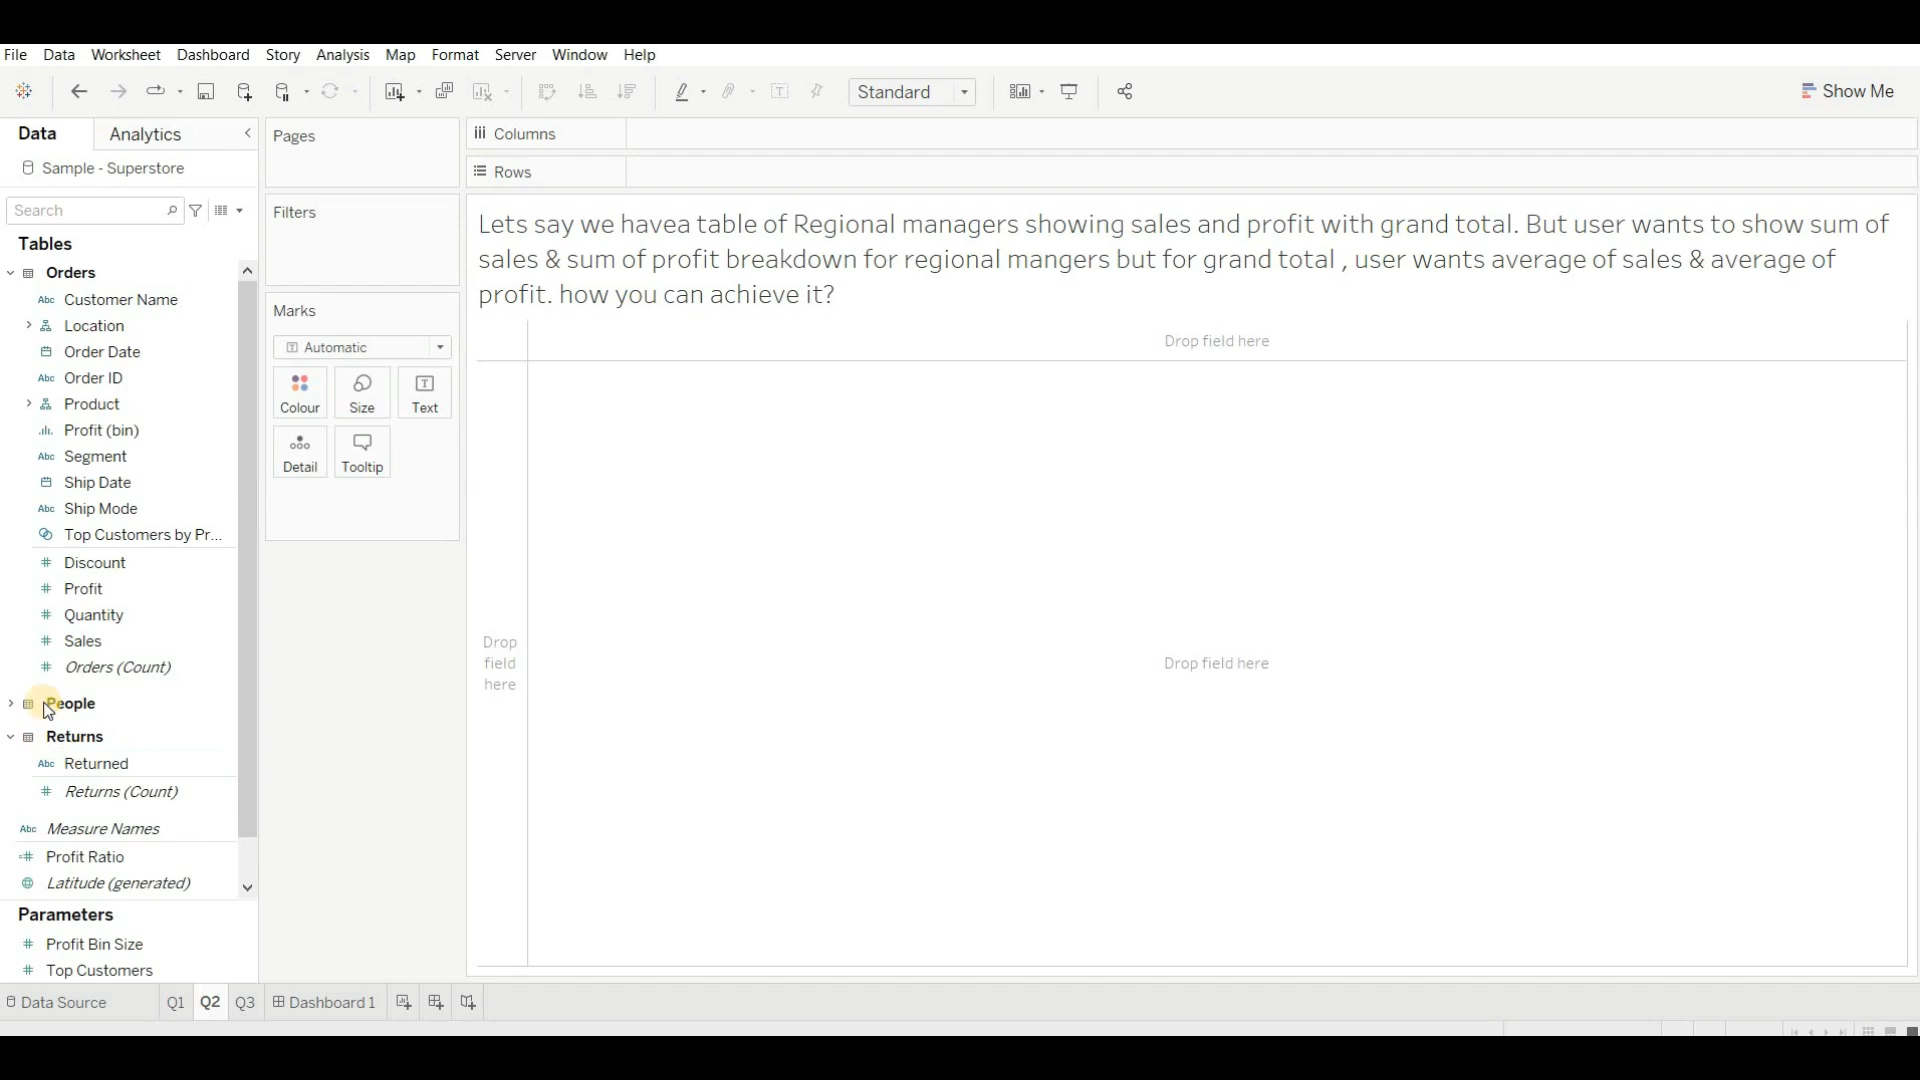 File Data Worksheet Dashboard Story Analysis Map Format Server Window Help
Standard
Show Me
Data Analytics
Sample - Superstore
Search
Tables
Orders
Abc Customer Name
Location
Order Date
Abc Order ID
Product
Profit (bin)
Abc Segment
Ship Date
Abc Ship Mode
Top Customers by Pr...
# Discount
# Profit
# Quantity
# Sales
# Orders (Count)
People
Returns
Abc Returned
# Returns (Count)
Abc Measure Names
=# Profit Ratio
Latitude (generated)
Parameters
# Profit Bin Size
# Top Customers
Pages
Filters
Marks
Automatic
Colour Size Text
Detail Tooltip
Columns
Rows
Lets say we havea table of Regional managers showing sales and profit with grand total. But user wants to show sum of
sales & sum of profit breakdown for regional mangers but for grand total , user wants average of sales & average of
profit. how you can achieve it?
Drop field here
Drop
field
here
Drop field here
Data Source Q1 Q2 Q3 Dashboard 1